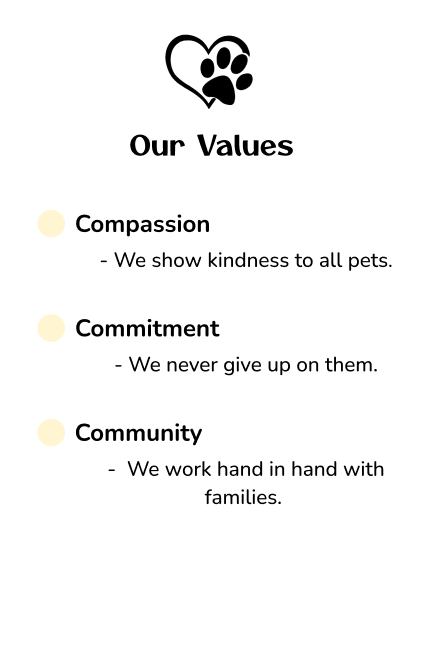 Our Values
Compassion
- We show kindness to all pets.
Commitment
- We never give up on them.
Community
- We work hand in hand with
families.